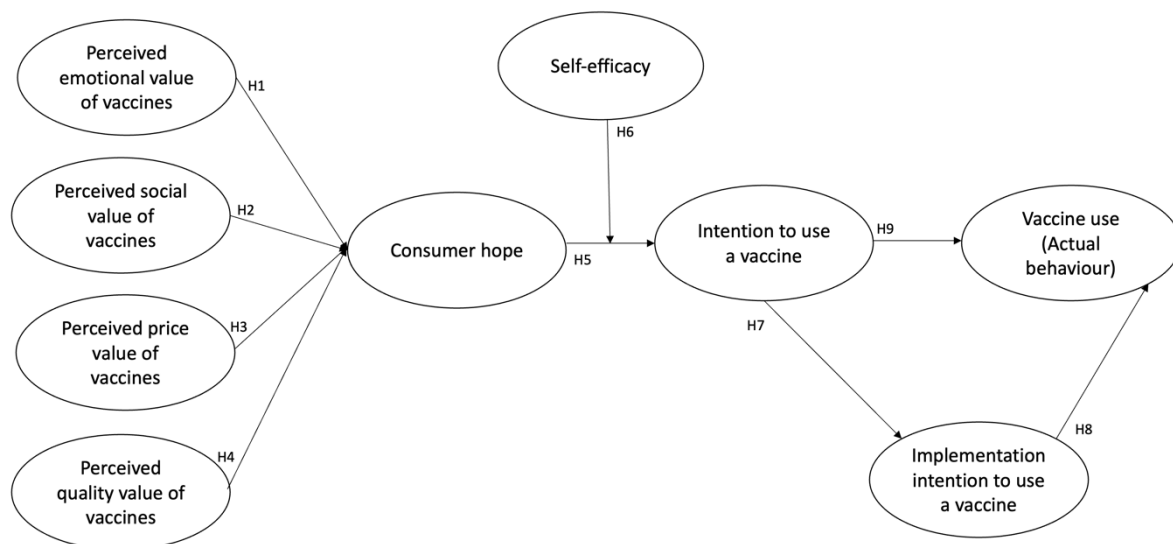 Perceived
emotional value
of vaccines
H1
Self-efficacy
H6
Perceived social
value of
vaccines
H2
Consumer hope
H5
Intention to use
a vaccine
H9
Vaccine use
(Actual
behaviour)
Perceived price
value of
vaccines
H3
H7
Perceived
quality value of
vaccines
H4
Implementation
intention to use
a vaccine
H8